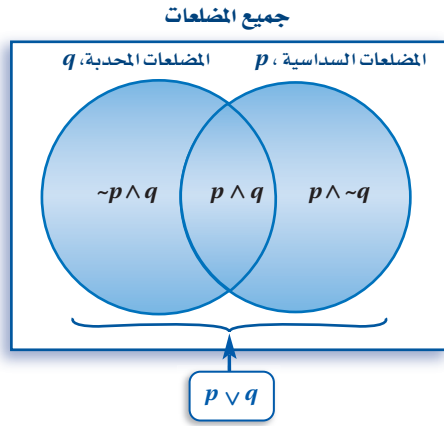 جميع المضلعات
المضلعات السداسية ، p المضلعات المحدبة، q
~p ∧ q p ∧ q p ∧ ~q
p ∨ q